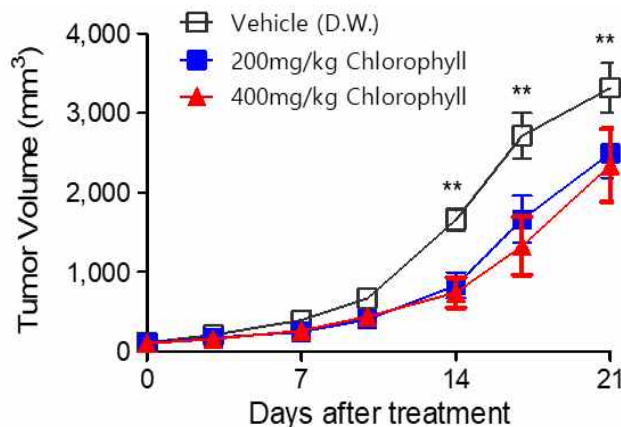 4,000
3,000
2,000
1,000
0
Tumor Volume (mm³)
Vehicle (D.W.)
200mg/kg Chlorophyll
400mg/kg Chlorophyll
**
**
**
0 7 14 21
Days after treatment